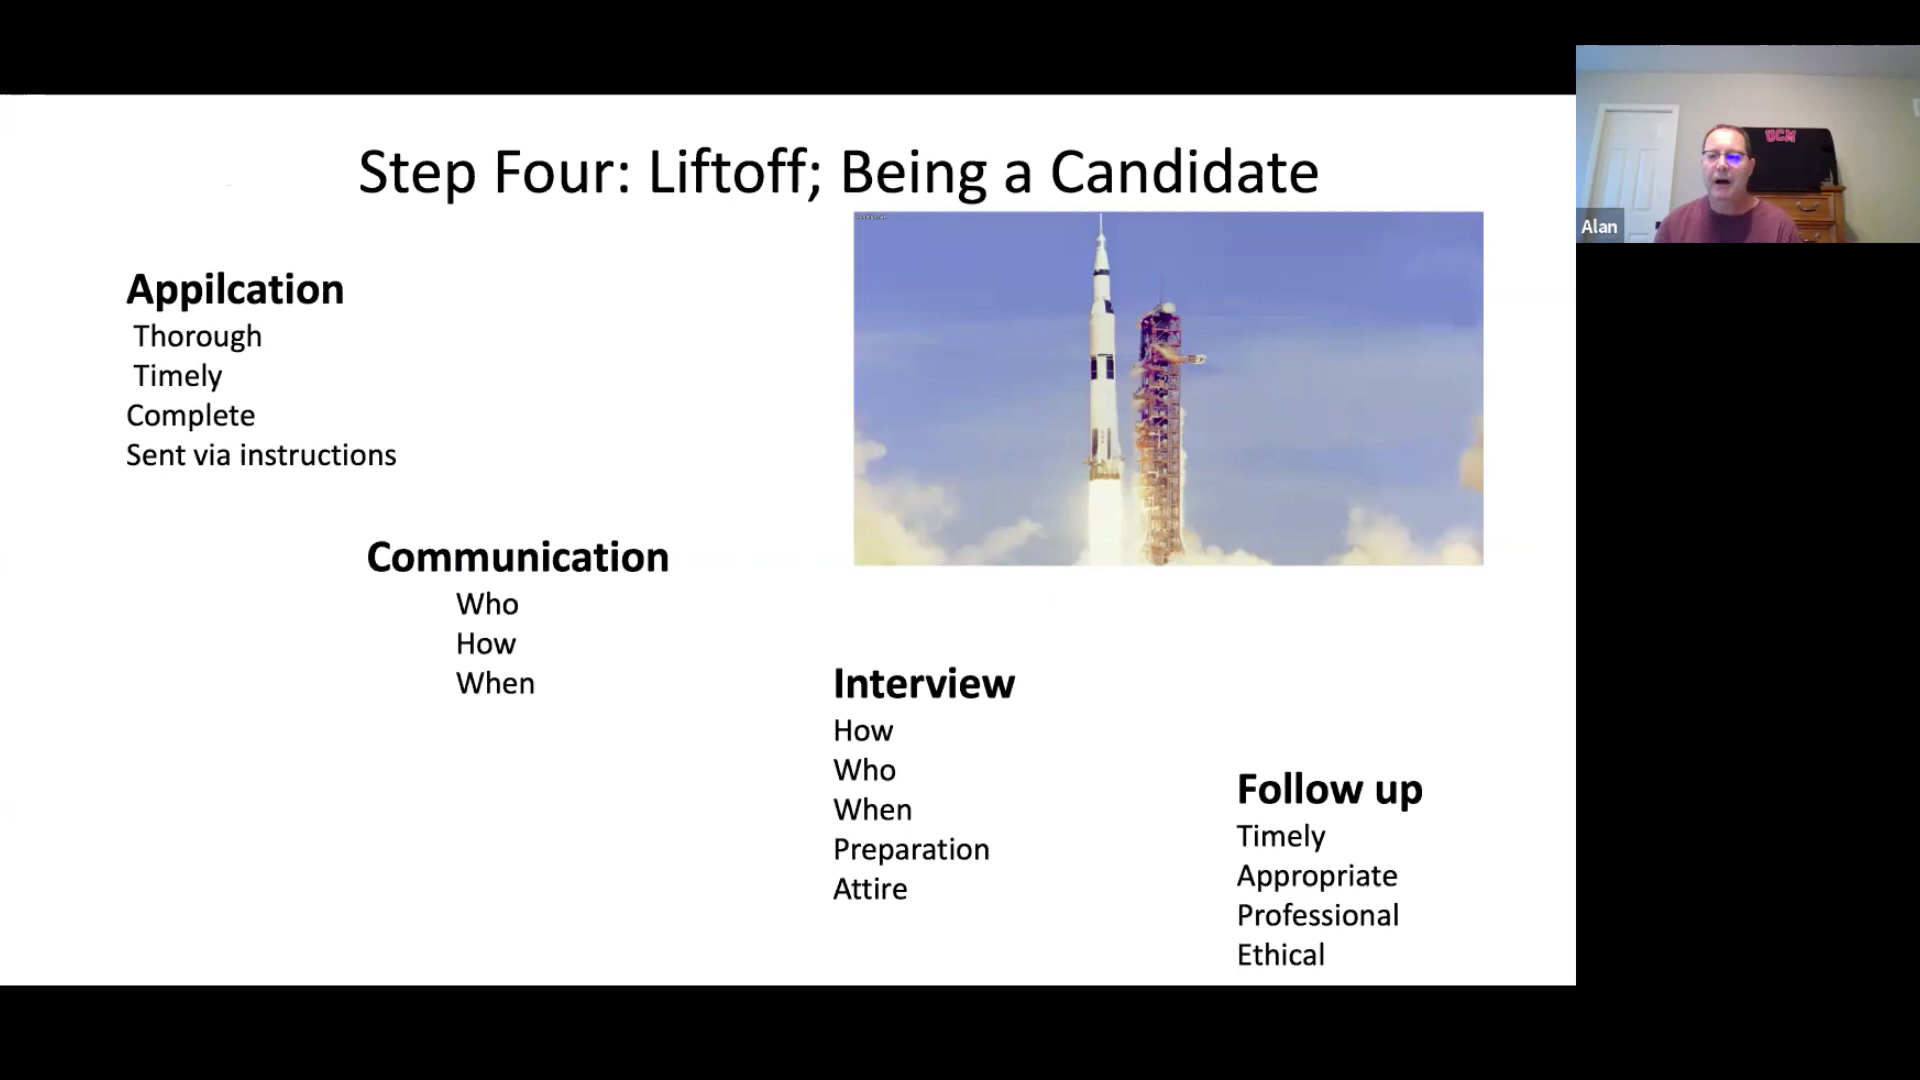 Step Four: Liftoff; Being a Candidate
Appilcation
Thorough
Timely
Complete
Sent via instructions
Communication
Who
How
When
Interview
How
Who
When
Preparation
Attire
Follow up
Timely
Appropriate
Professional
Ethical
UCM
Alan